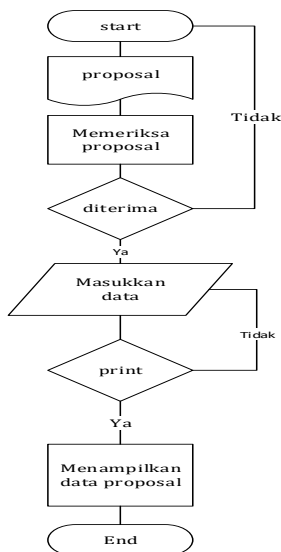 start
proposal
Tidak
Memeriksa
proposal
diterima
Ya
Masukkan
data
Tidak
print
Ya
Menampilkan
data proposal
End